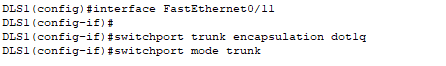 DLS1(config)#interface FastEthernet0/11
DLS1(config-if)#
DLS1(config-if)#switchport trunk encapsulation dot1q
DLS1(config-if)#switchport mode trunk